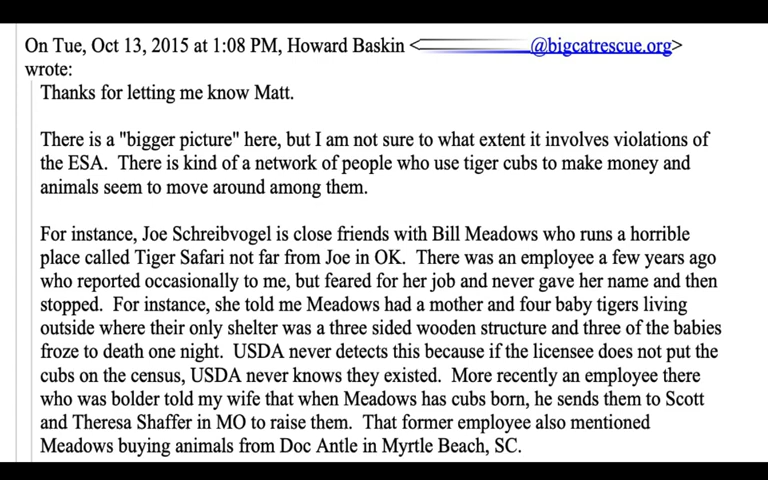 On Tue, Oct 13, 2015 at 1:08 PM, Howard Baskin < @bigcatrescue.org>
wrote:
Thanks for letting me know Matt.
There is a "bigger picture" here, but I am not sure to what extent it involves violations of
the ESA. There is kind of a network of people who use tiger cubs to make money and
animals seem to move around among them.
For instance, Joe Schreibvogel is close friends with Bill Meadows who runs a horrible
place called Tiger Safari not far from Joe in OK. There was an employee a few years ago
who reported occasionally to me, but feared for her job and never gave her name and then
stopped. For instance, she told me Meadows had a mother and four baby tigers living
outside where their only shelter was a three sided wooden structure and three of the babies
froze to death one night. USDA never detects this because if the licensee does not put the
cubs on the census, USDA never knows they existed. More recently an employee there
who was bolder told my wife that when Meadows has cubs born, he sends them to Scott
and Theresa Shaffer in MO to raise them. That former employee also mentioned
Meadows buying animals from Doc Antle in Myrtle Beach, SC.